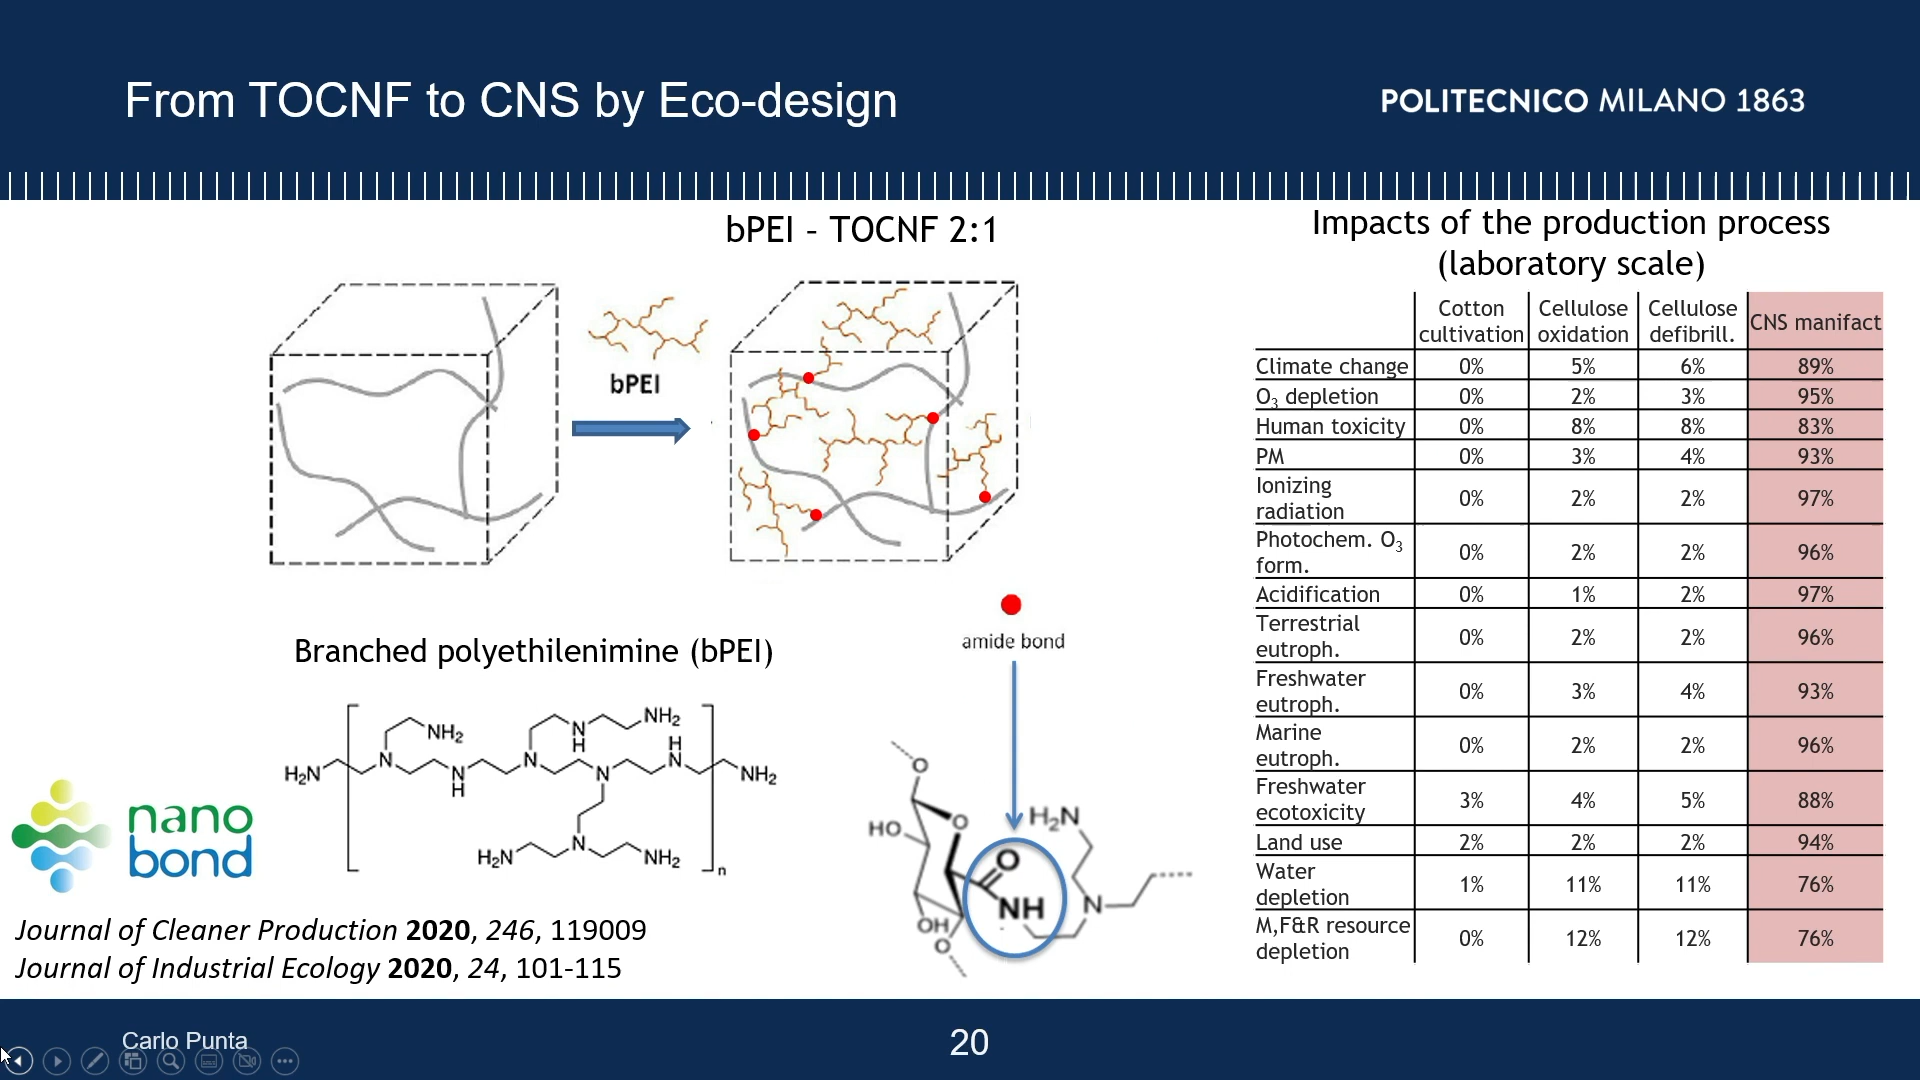 From TOCNF to CNS by Eco-design
POLITECNICO MILANO 1863
bPEI – TOCNF 2:1
bPEI
amide bond
Branched polyethilenimine (bPEI)
NH2
N
H
NH2
H2N
N
N
H
N
N
H
N
NH2
N
H2N
NH2
n
O
HO
O
O
NH
H2N
N
OH
O
nano
bond
Journal of Cleaner Production 2020, 246, 119009
Journal of Industrial Ecology 2020, 24, 101-115
Impacts of the production process
(laboratory scale)
Cotton cultivation Cellulose oxidation Cellulose defibrill. CNS manifact
Climate change 0% 5% 6% 89%
O3 depletion 0% 2% 3% 95%
Human toxicity 0% 8% 8% 83%
PM 0% 3% 4% 93%
Ionizing radiation 0% 2% 2% 97%
Photochem. O3 form. 0% 2% 2% 96%
Acidification 0% 1% 2% 97%
Terrestrial eutroph. 0% 2% 2% 96%
Freshwater eutroph. 0% 3% 4% 93%
Marine eutroph. 0% 2% 2% 96%
Freshwater ecotoxicity 3% 4% 5% 88%
Land use 2% 2% 2% 94%
Water depletion 1% 11% 11% 76%
M,F&R resource depletion 0% 12% 12% 76%
Carlo Punta
20